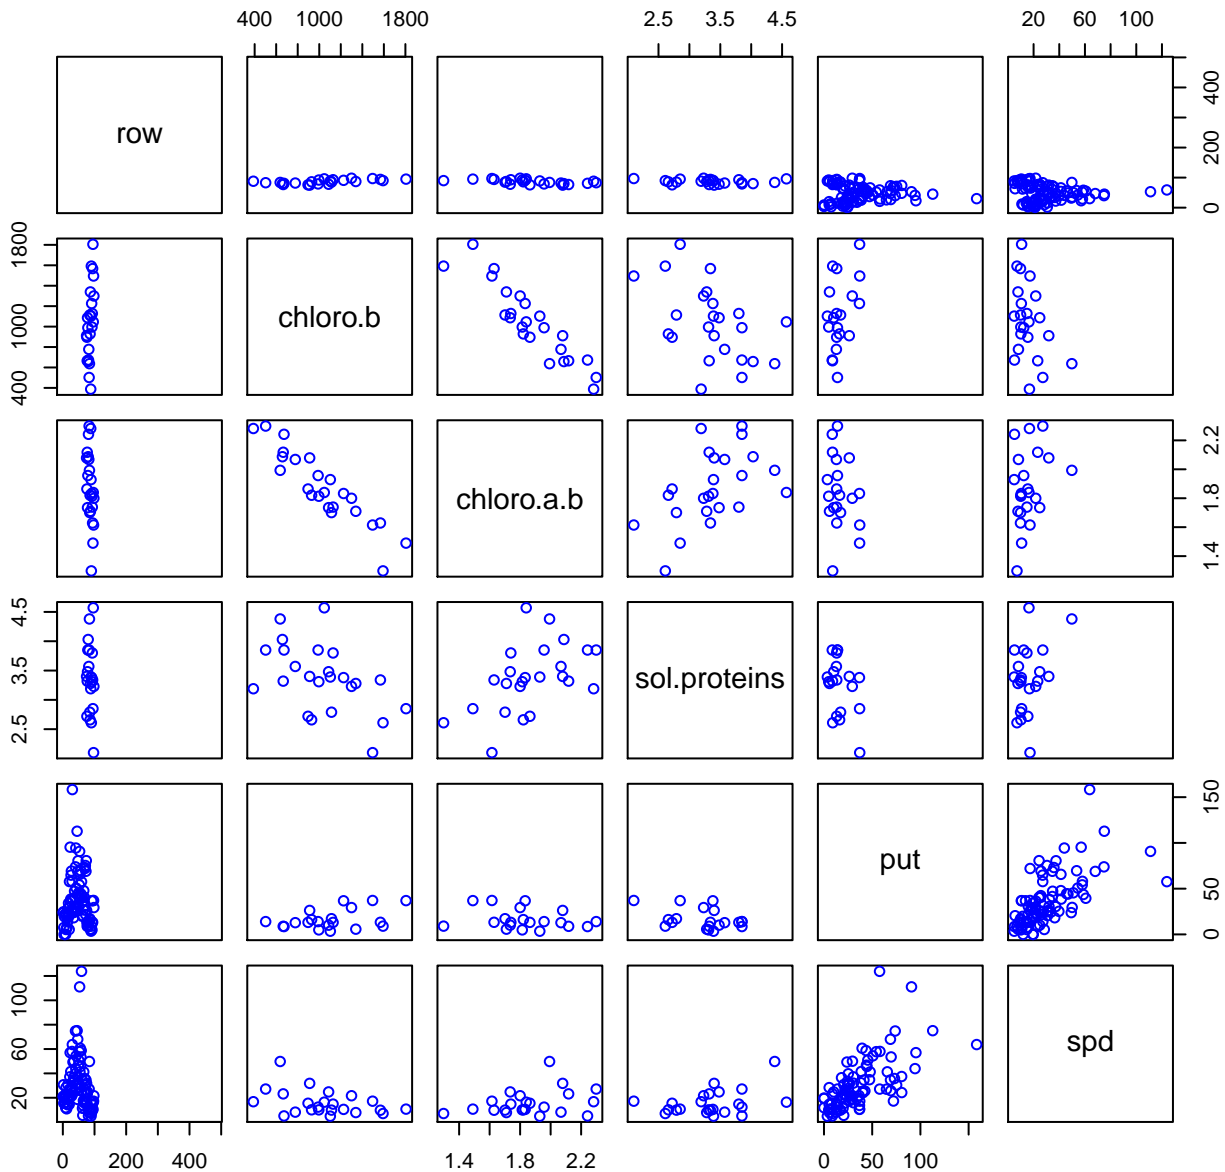 400 1000 1800 2.5 3.5 4.5 20 60 100
row 0 200 400
400 1000 1800 chloro.b
chloro.a.b 1.4 1.8 2.2
2.5 3.5 4.5 sol.proteins
put 0 50 150
20 60 100 spd
0 200 400 1.4 1.8 2.2 0 50 100